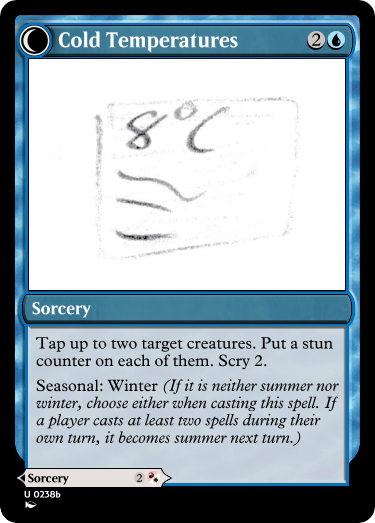 Cold Temperatures 2
8°C
Sorcery
Tap up to two target creatures. Put a stun
counter on each of them. Scry 2.
Seasonal: Winter (If it is neither summer nor
winter, choose either when casting this spell. If
a player casts at least two spells during their
own turn, it becomes summer next turn.)
Sorcery 2
U 0238b